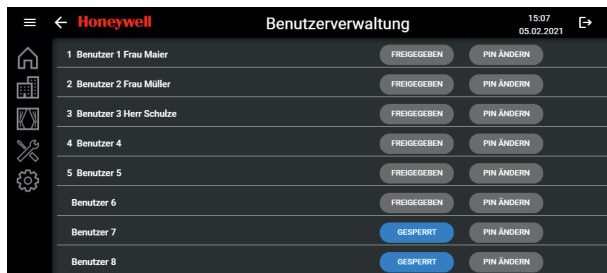 Honeywell Benutzerverwaltung 15:07
05.02.2021
1 Benutzer 1 Frau Maier FREIGEGEBEN PIN ÄNDERN
2 Benutzer 2 Frau Müller FREIGEGEBEN PIN ÄNDERN
3 Benutzer 3 Herr Schulze FREIGEGEBEN PIN ÄNDERN
4 Benutzer 4 FREIGEGEBEN PIN ÄNDERN
5 Benutzer 5 FREIGEGEBEN PIN ÄNDERN
Benutzer 6 FREIGEGEBEN PIN ÄNDERN
Benutzer 7 GESPERRT PIN ÄNDERN
Benutzer 8 GESPERRT PIN ÄNDERN